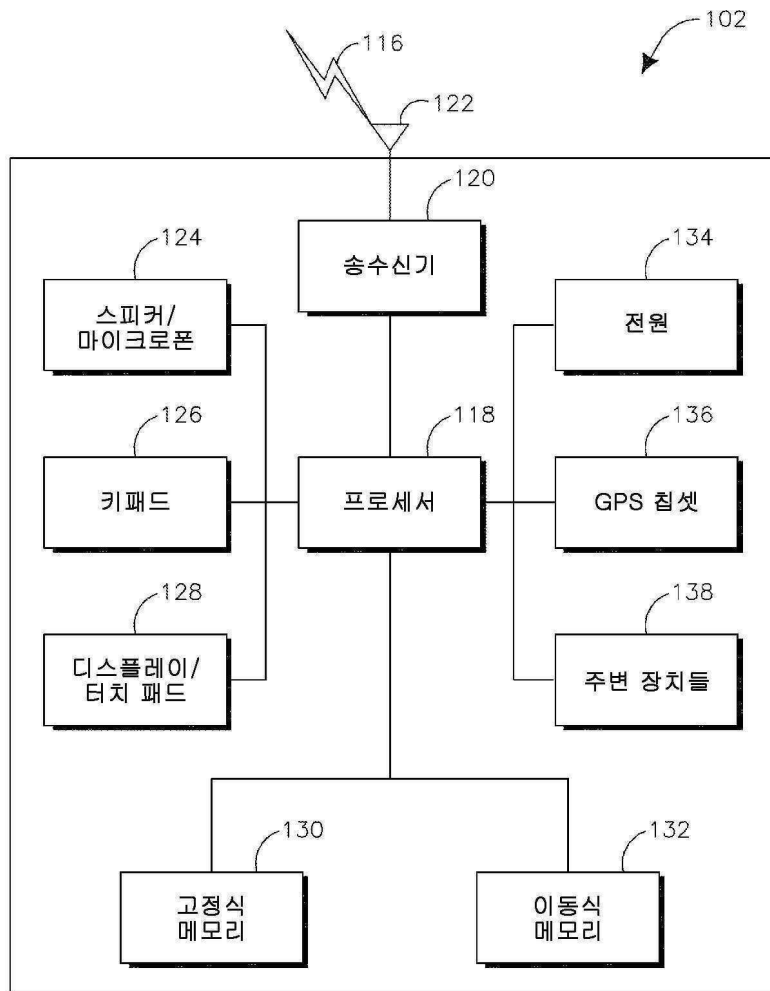 102
116
122
120
송수신기
124
스피커/
마이크로폰
134
전원
126
키패드
118
프로세서
136
GPS 칩셋
128
디스플레이/
터치 패드
138
주변 장치들
130
고정식
메모리
132
이동식
메모리